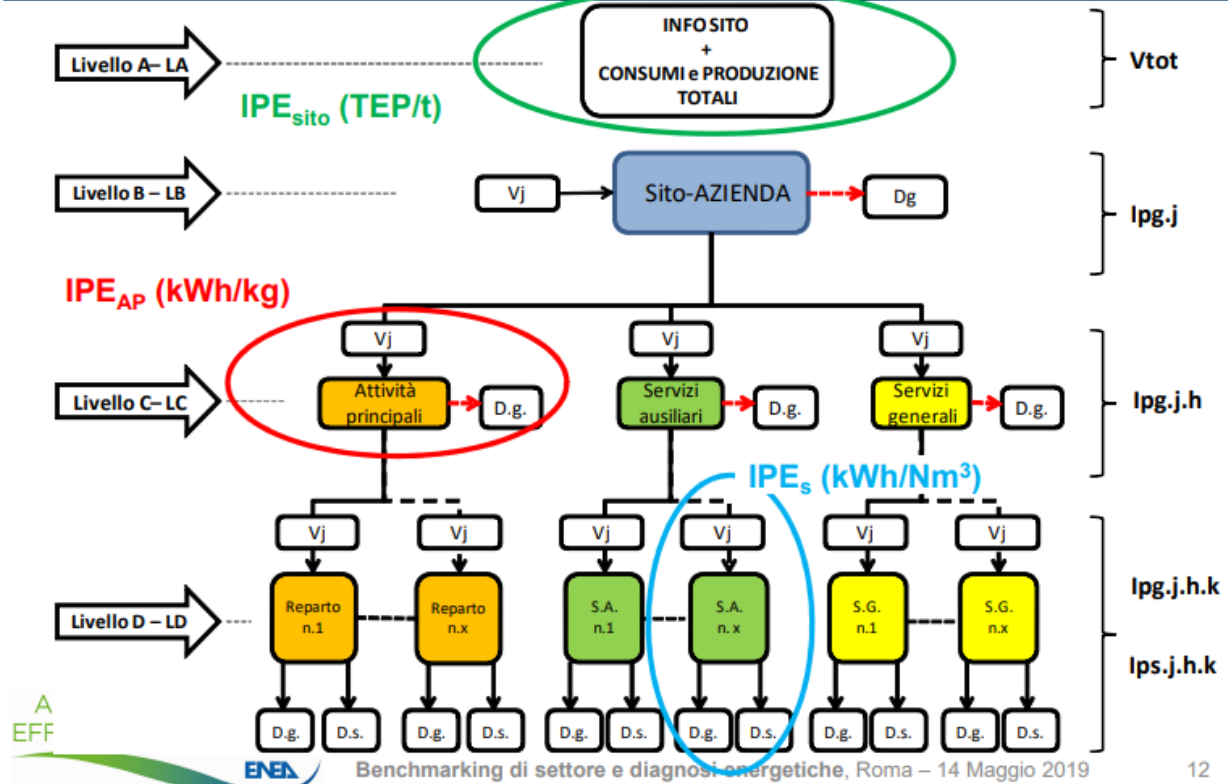 INFO SITO
+
CONSUMI e PRODUZIONE
TOTALI
Livello A– LA
Vtot
IPEsito (TEP/t)
Livello B – LB
Vj
Sito-AZIENDA
Dg
Ipg.j
IPEAP (kWh/kg)
Vj
Vj
Vj
Livello C– LC
Attività
principali
D.g.
Servizi
ausiliari
D.g.
Servizi
generali
D.g.
Ipg.j.h
IPEs (kWh/Nm³)
Vj
Vj
Vj
Vj
Vj
Vj
Livello D – LD
Reparto
n.1
Reparto
n.x
S.A.
n.1
S.A.
n. x
S.G.
n.1
S.G.
n.x
Ipg.j.h.k
Ips.j.h.k
D.g.
D.s.
D.g.
D.s.
D.g.
D.s.
D.g.
D.s.
D.g.
D.s.
D.g.
D.s.
A
EFF
ENEA
Benchmarking di settore e diagnosi energetiche, Roma – 14 Maggio 2019
12